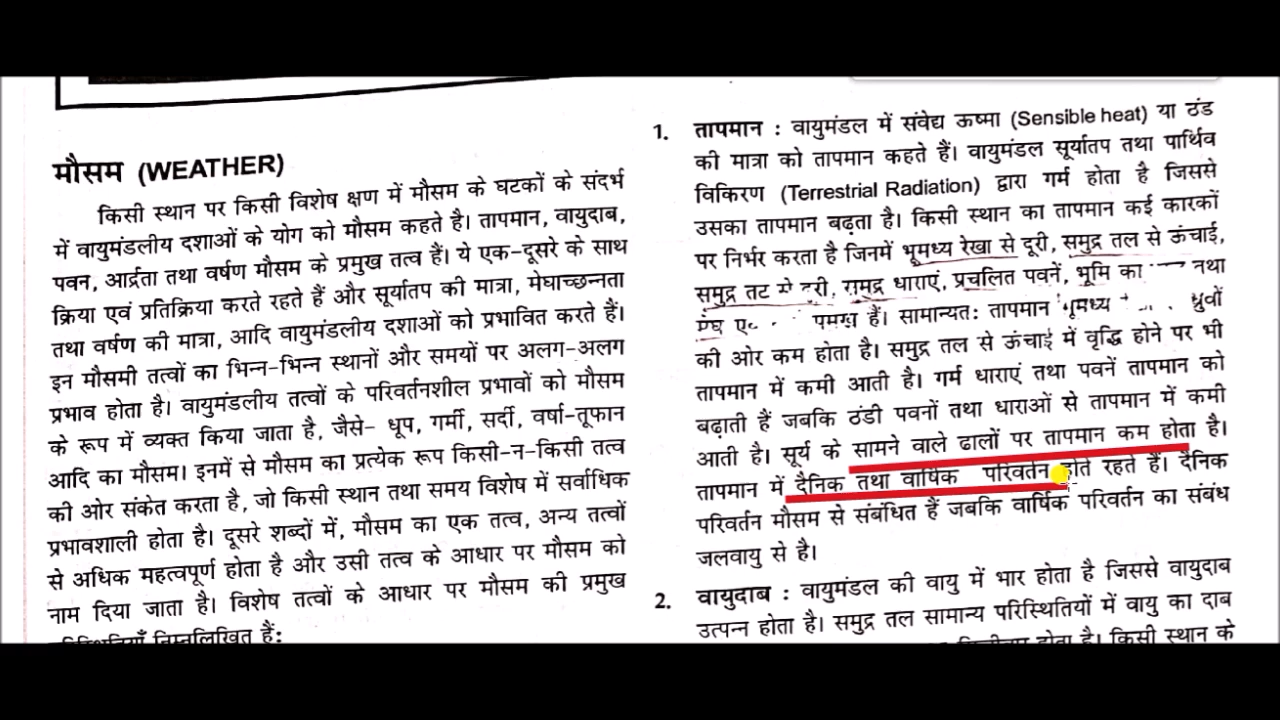 मौसम (WEATHER)
किसी स्थान पर किसी विशेष क्षण में मौसम के घटकों के संदर्भ
में वायुमंडलीय दशाओं के योग को मौसम कहते है। तापमान, वायुदाब,
पवन, आर्द्रता तथा वर्षण मौसम के प्रमुख तत्व हैं। ये एक-दूसरे के साथ
क्रिया एवं प्रतिक्रिया करते रहते हैं और सूर्यातप की मात्रा, मेघाच्छन्नता
तथा वर्षण की मात्रा, आदि वायुमंडलीय दशाओं को प्रभावित करते हैं।
इन मौसमी तत्वों का भिन्न-भिन्न स्थानों और समयों पर अलग-अलग
प्रभाव होता है। वायुमंडलीय तत्वों के परिवर्तनशील प्रभावों को मौसम
के रूप में व्यक्त किया जाता है, जैसे- धूप, गर्मी, सर्दी, वर्षा-तूफान
आदि का मौसम। इनमें से मौसम का प्रत्येक रूप किसी-न-किसी तत्व
की ओर संकेत करता है, जो किसी स्थान तथा समय विशेष में सर्वाधिक
प्रभावशाली होता है। दूसरे शब्दों में, मौसम का एक तत्व, अन्य तत्वों
से अधिक महत्वपूर्ण होता है और उसी तत्व के आधार पर मौसम को
नाम दिया जाता है। विशेष तत्वों के आधार पर मौसम की प्रमुख
निम्नलिखित हैं:
1. तापमान : वायुमंडल में संवेद्य ऊष्मा (Sensible heat) या ठंड
की मात्रा को तापमान कहते हैं। वायुमंडल सूर्यातप तथा पार्थिव
विकिरण (Terrestrial Radiation) द्वारा गर्म होता है जिससे
उसका तापमान बढ़ता है। किसी स्थान का तापमान कई कारकों
पर निर्भर करता है जिनमें भूमध्य रेखा से दूरी, समुद्र तल से ऊंचाई,
समुद्र तट से दूरी, समुद्र धाराएं, प्रचलित पवनें, भूमि का तथा
प्रमुख हैं। सामान्यतः तापमान भूमध्य ध्रुवों
की ओर कम होता है। समुद्र तल से ऊंचाई में वृद्धि होने पर भी
तापमान में कमी आती है। गर्म धाराएं तथा पवनें तापमान को
बढ़ाती हैं जबकि ठंडी पवनों तथा धाराओं से तापमान में कमी
आती है। सूर्य के सामने वाले ढालों पर तापमान कम होता है।
तापमान में दैनिक तथा वार्षिक परिवर्तन होते रहते हैं। दैनिक
परिवर्तन मौसम से संबंधित हैं जबकि वार्षिक परिवर्तन का संबंध
जलवायु से है।
2. वायुदाब : वायुमंडल की वायु में भार होता है जिससे वायुदाब
उत्पन्न होता है। समुद्र तल सामान्य परिस्थितियों में वायु का दाब
होता है। किसी स्थान के